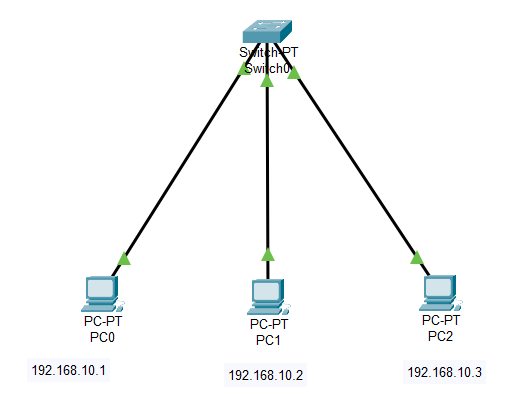 Switch-PT
Switch0
PC-PT
PC0
PC-PT
PC1
PC-PT
PC2
192.168.10.1
192.168.10.2
192.168.10.3